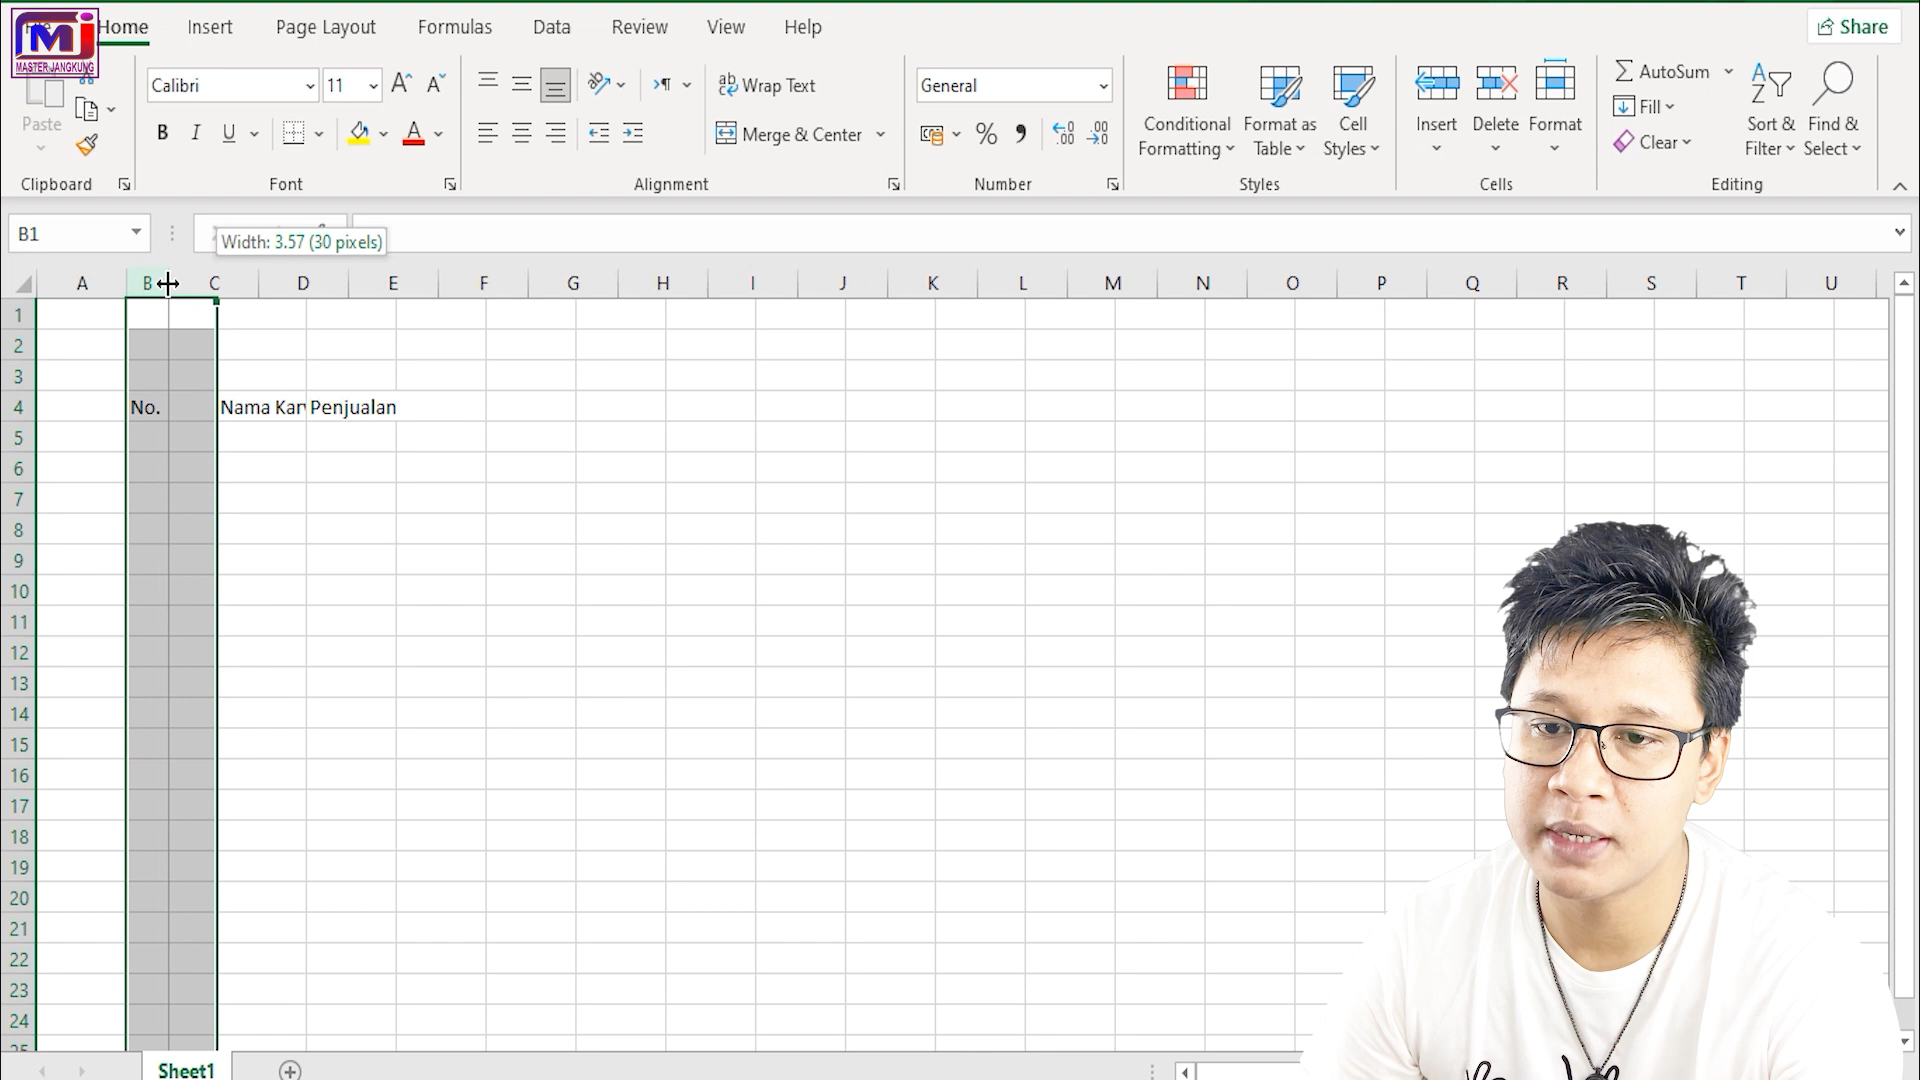 MJ
MASTER JANGKUNG
Home Insert Page Layout Formulas Data Review View Help Share
Calibri 11 Wrap Text General AutoSum
Paste Fill
B I U Merge & Center Conditional Formatting Format as Table Cell Styles Insert Delete Format Clear Sort & Filter Find & Select
Clipboard Font Alignment Number Styles Cells Editing
B1
Width: 3.57 (30 pixels)
A B C D E F G H I J K L M N O P Q R S T U
1
2
3
4 No. Nama Kar Penjualan
5
6
7
8
9
10
11
12
13
14
15
16
17
18
19
20
21
22
23
24
25
Sheet1